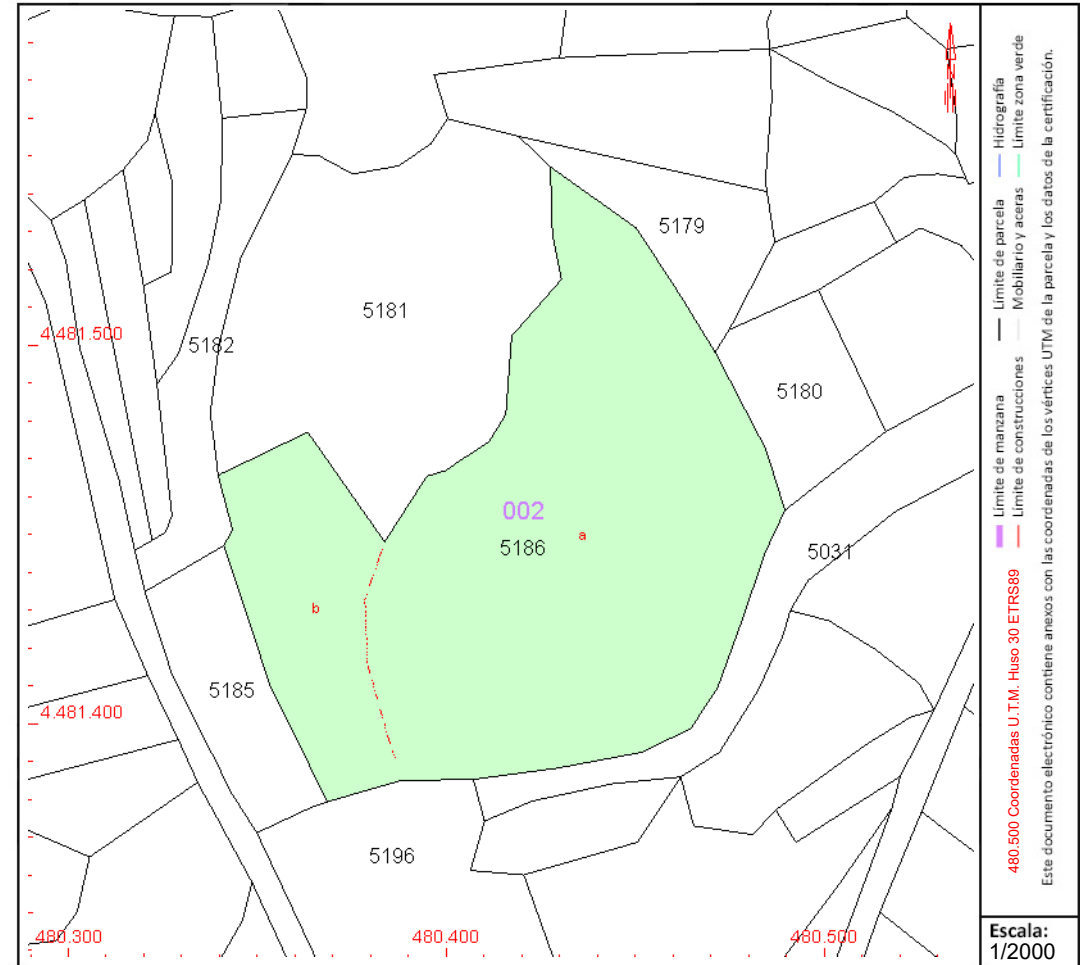 5179
5181
4.481.500
5182
5180
002
5186
a
5031
b
5185
4.481.400
5196
480.300
480.400
480.500
Límite de manzana
Límite de parcela
Hidrografía
Límite de construcciones
Mobiliario y aceras
Límite zona verde
480.500 Coordenadas U.T.M. Huso 30 ETRS89
Este documento electrónico contiene anexos con las coordenadas de los vértices UTM de la parcela y los datos de la certificación.
Escala:
1/2000